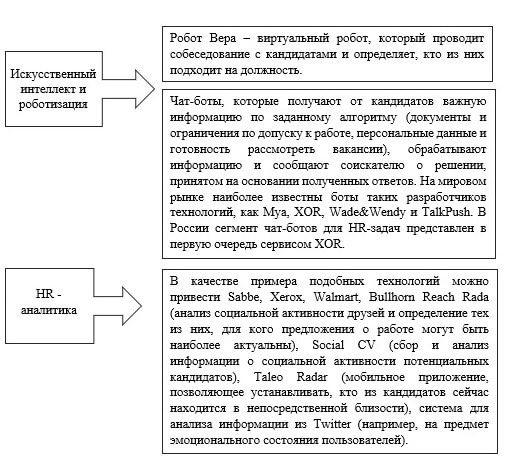 Искусственный
интеллект и
роботизация
Робот Вера – виртуальный робот, который проводит
собеседование с кандидатами и определяет, кто из них
подходит на должность.
Чат-боты, которые получают от кандидатов важную
информацию по заданному алгоритму (документы и
ограничения по допуску к работе, персональные данные и
готовность рассмотреть вакансии), обрабатывают
информацию и сообщают соискателю о решении,
принятом на основании полученных ответов. На мировом
рынке наиболее известны боты таких разработчиков
технологий, как Mya, XOR, Wade&Wendy и TalkPush. В
России сегмент чат-ботов для HR-задач представлен в
первую очередь сервисом XOR.
HR -
аналитика
В качестве примера подобных технологий можно
привести Sabbe, Xerox, Walmart, Bullhorn Reach Rada
(анализ социальной активности друзей и определение тех
из них, для кого предложения о работе могут быть
наиболее актуальны), Social CV (сбор и анализ
информации о социальной активности потенциальных
кандидатов), Taleo Radar (мобильное приложение,
позволяющее устанавливать, кто из кандидатов сейчас
находится в непосредственной близости), система для
анализа информации из Twitter (например, на предмет
эмоционального состояния пользователей).